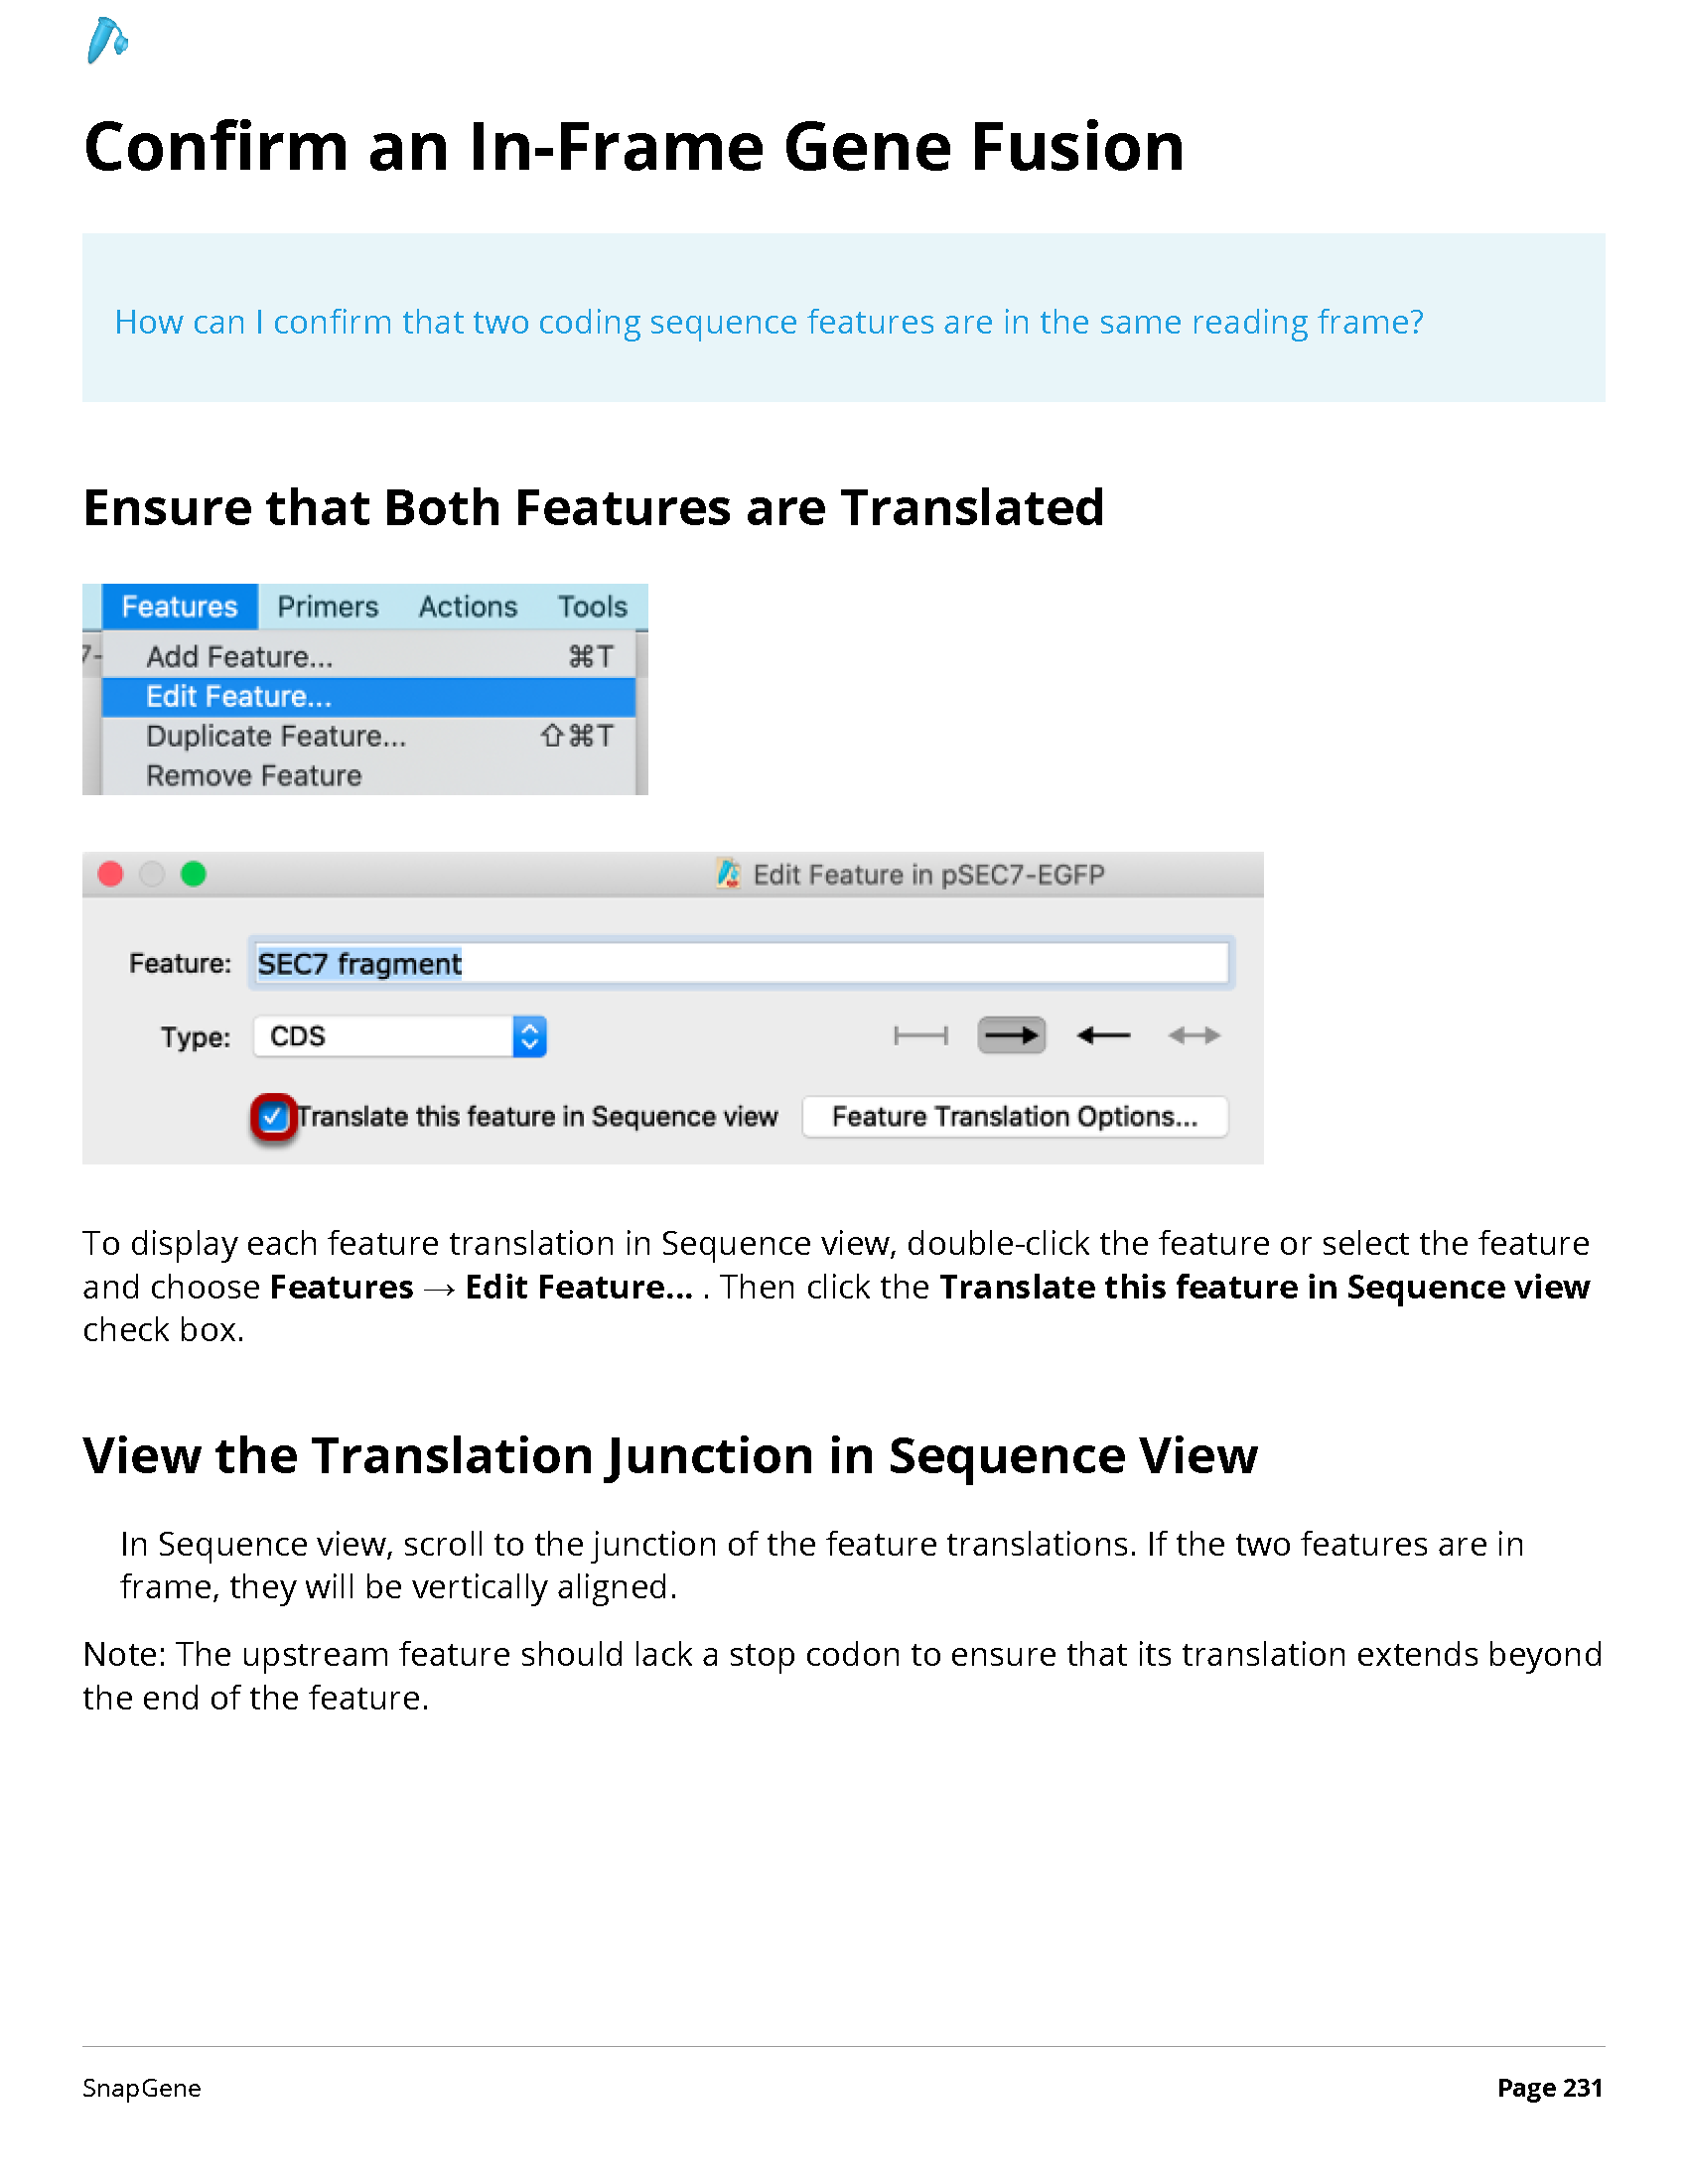 Confirm an In-Frame Gene Fusion
How can I confirm that two coding sequence features are in the same reading frame?
Ensure that Both Features are Translated
Features Primers Actions Tools
7- Add Feature... ⌘T
Edit Feature...
Duplicate Feature... ⇧⌘T
Remove Feature
Edit Feature in pSEC7-EGFP
Feature: SEC7 fragment
Type: CDS
Translate this feature in Sequence view Feature Translation Options...
To display each feature translation in Sequence view, double-click the feature or select the feature
and choose Features → Edit Feature... . Then click the Translate this feature in Sequence view
check box.
View the Translation Junction in Sequence View
In Sequence view, scroll to the junction of the feature translations. If the two features are in
frame, they will be vertically aligned.
Note: The upstream feature should lack a stop codon to ensure that its translation extends beyond
the end of the feature.
SnapGene Page 231